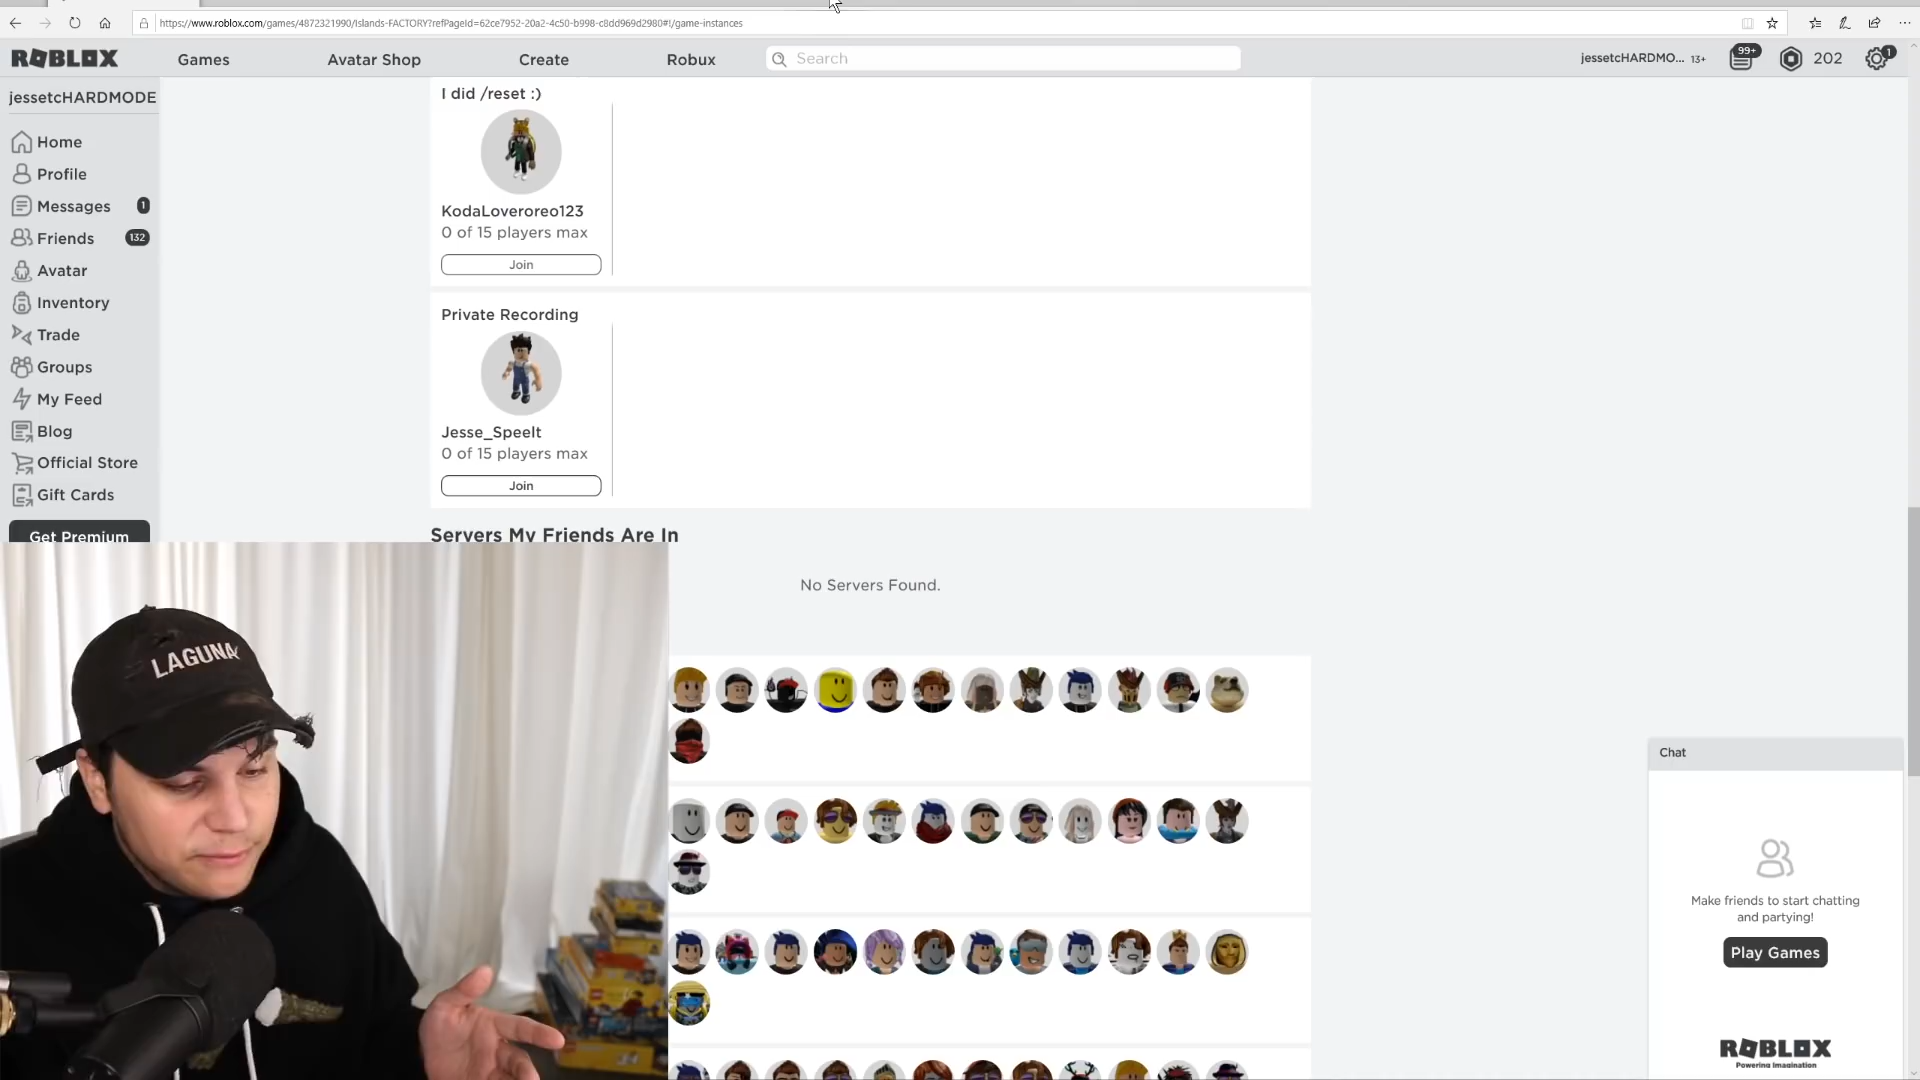 https://www.roblox.com/games/4872321990/Islands-FACTORY?refPageId=62ce7952-20a2-4c50-b998-c8dd969d2980#!/game-instances
ROBLOX
Games
Avatar Shop
Create
Robux
Search
jessetcHARDMO... 13+
99+
202
1
jessetcHARDMODE
Home
Profile
Messages 1
Friends 132
Avatar
Inventory
Trade
Groups
My Feed
Blog
Official Store
Gift Cards
Get Premium
I did /reset :)
KodaLoveroreo123
0 of 15 players max
Join
Private Recording
Jesse_Speelt
0 of 15 players max
Join
Servers My Friends Are In
No Servers Found.
LAGUNA
Chat
Make friends to start chatting
and partying!
Play Games
ROBLOX
Powering Imagination